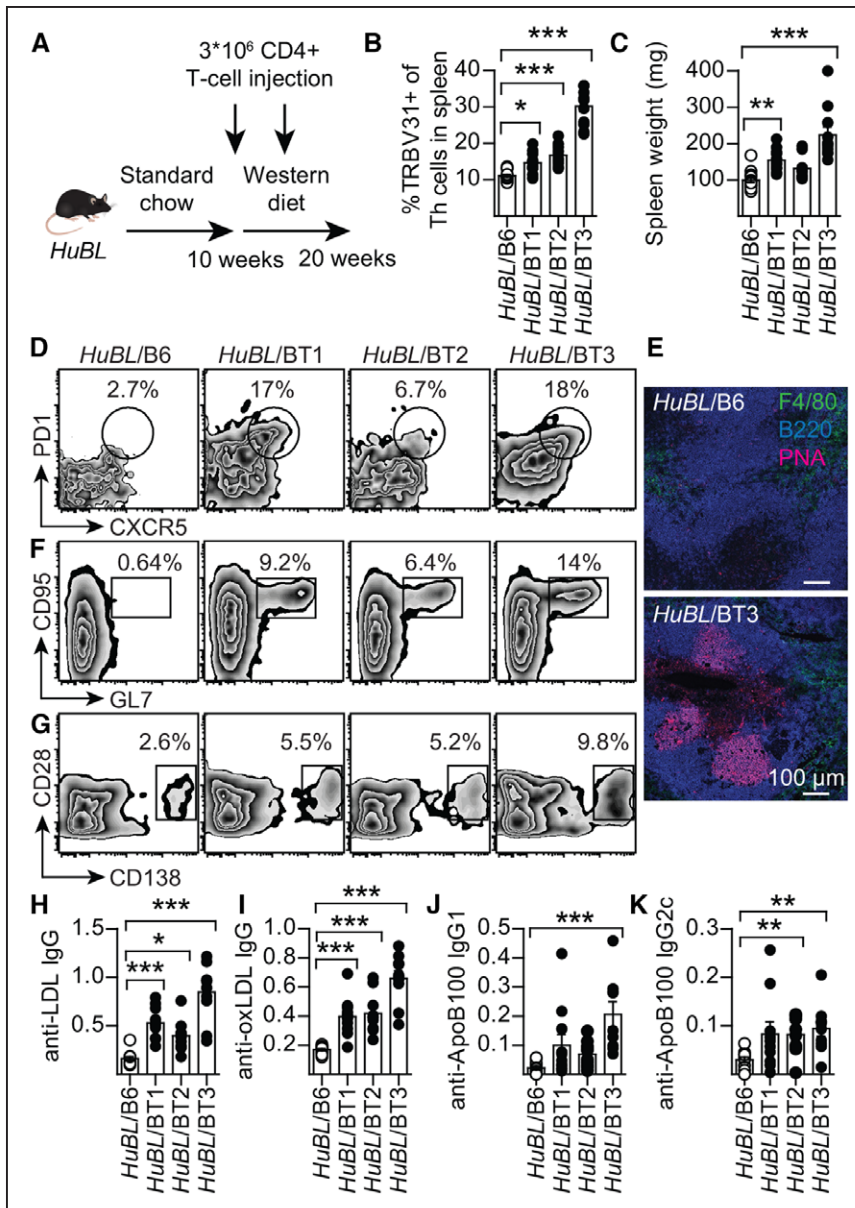 A
3*10⁶ CD4+
T-cell injection
Standard
chow
Western
diet
HuBL
10 weeks
20 weeks
B
%TRBV31+ of
Th cells in spleen
40
30
20
10
*
***
***
HuBL/B6
HuBL/BT1
HuBL/BT2
HuBL/BT3
C
Spleen weight (mg)
400
300
200
100
**
***
HuBL/B6
HuBL/BT1
HuBL/BT2
HuBL/BT3
D
HuBL/B6
HuBL/BT1
HuBL/BT2
HuBL/BT3
2.7%
17%
6.7%
18%
PD1
CXCR5
E
HuBL/B6
F4/80
B220
PNA
HuBL/BT3
100 µm
F
0.64%
9.2%
6.4%
14%
CD95
GL7
G
2.6%
5.5%
5.2%
9.8%
CD28
CD138
H
anti-LDL IgG
1.5
1.0
0.5
***
*
***
HuBL/B6
HuBL/BT1
HuBL/BT2
HuBL/BT3
I
anti-oxLDL IgG
1.0
0.8
0.6
0.4
0.2
***
***
***
HuBL/B6
HuBL/BT1
HuBL/BT2
HuBL/BT3
J
anti-ApoB100 IgG1
0.5
0.4
0.3
0.2
0.1
***
HuBL/B6
HuBL/BT1
HuBL/BT2
HuBL/BT3
K
anti-ApoB100 IgG2c
0.3
0.2
0.1
**
**
HuBL/B6
HuBL/BT1
HuBL/BT2
HuBL/BT3